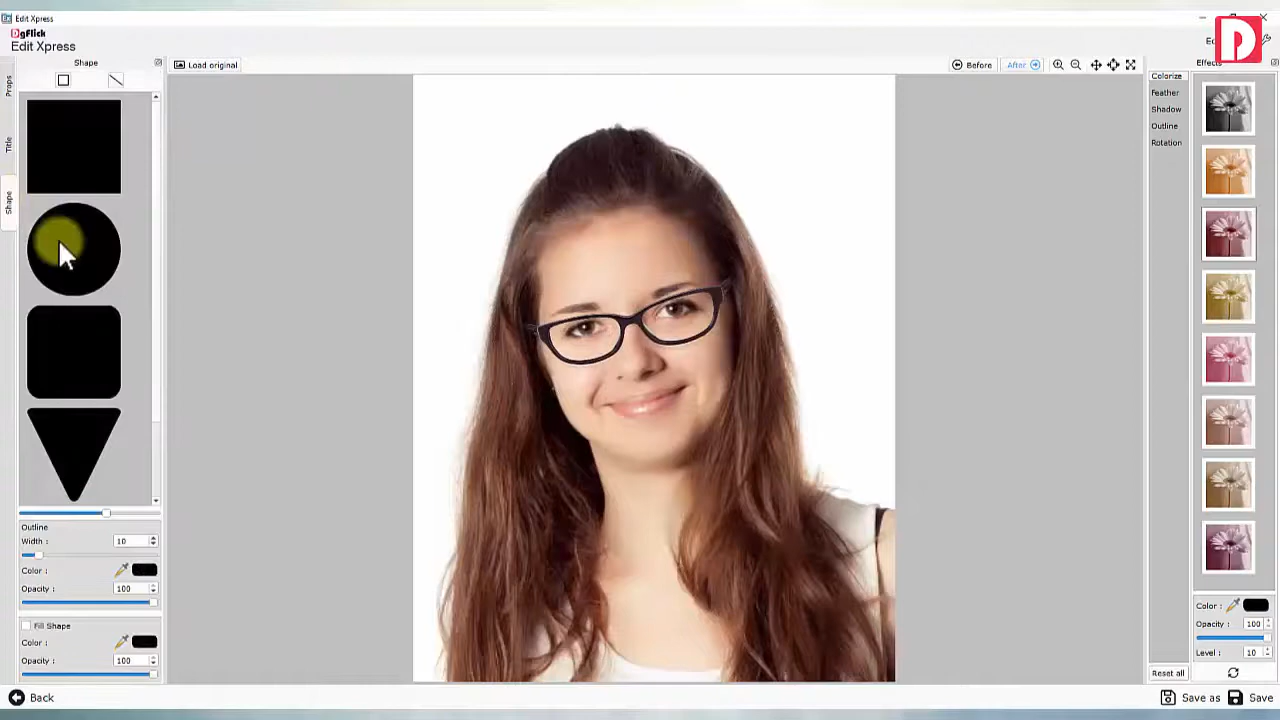 Edit Xpress
DgFlick
Edit Xpress
Shape
Load original
Before
After
Effects
Colorize
Feather
Shadow
Outline
Rotation
Props
Title
Shape
Outline
Width : 10
Color :
Opacity : 100
Fill Shape
Color :
Opacity : 100
Color :
Opacity : 100
Level : 10
Reset all
Back
Save as
Save